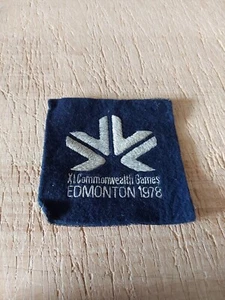 XI Commonwealth Games
EDMONTON 1978